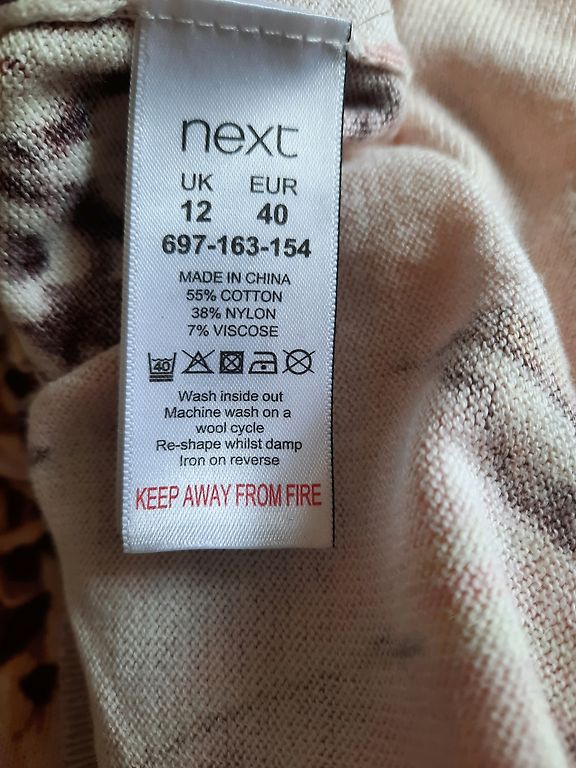 next
UK EUR
12 40
697-163-154
MADE IN CHINA
55% COTTON
38% NYLON
7% VISCOSE
40
Wash inside out
Machine wash on a
wool cycle
Re-shape whilst damp
Iron on reverse
KEEP AWAY FROM FIRE